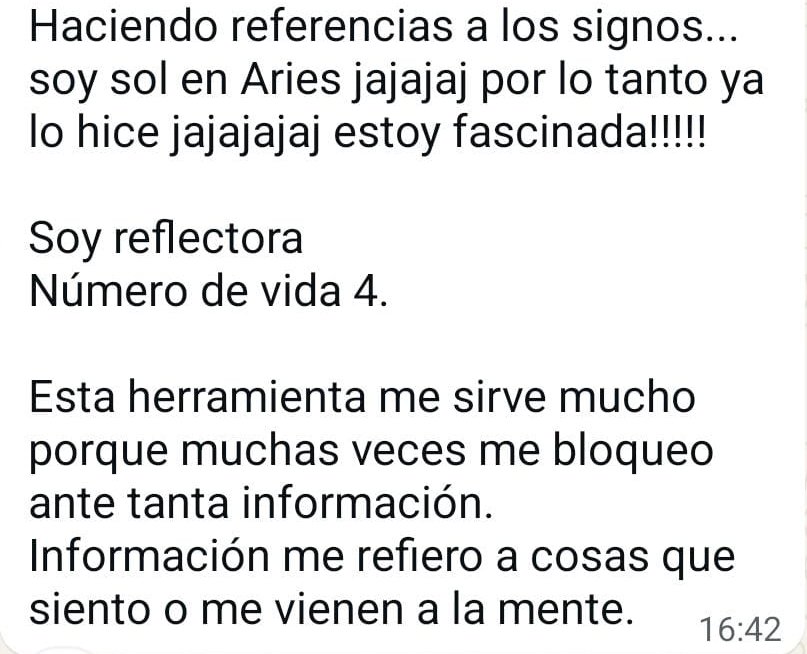 Haciendo referencias a los signos...
soy sol en Aries jajajaj por lo tanto ya
lo hice jajajajaj estoy fascinada!!!!!
Soy reflectora
Número de vida 4.
Esta herramienta me sirve mucho
porque muchas veces me bloqueo
ante tanta información.
Información me refiero a cosas que
siento o me vienen a la mente.
16:42